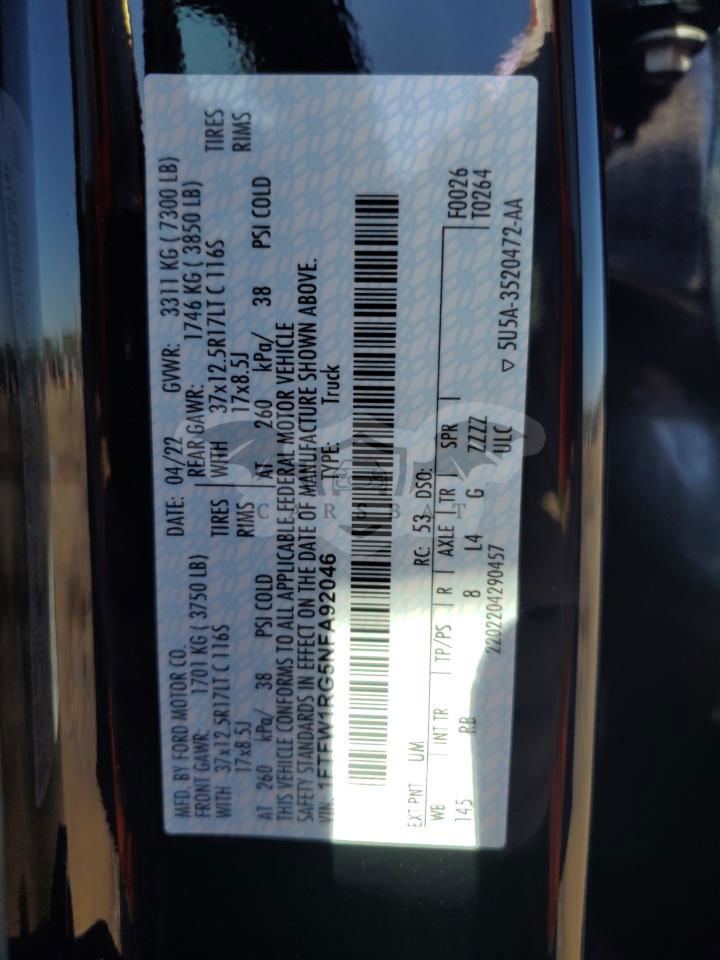 MFD. BY FORD MOTOR CO. DATE: 04/22 GVWR: 3311 KG ( 7300 LB)
FRONT GAWR: 1701 KG ( 3750 LB) REAR GAWR: 1746 KG ( 3850 LB)
WITH 37x12.5R17LT C 116S TIRES WITH 37x12.5R17LT C 116S TIRES
17x8.5J RIMS 17x8.5J RIMS
AT 260 kPa/ 38 PSI COLD AT 260 kPa/ 38 PSI COLD
THIS VEHICLE CONFORMS TO ALL APPLICABLE FEDERAL MOTOR VEHICLE
SAFETY STANDARDS IN EFFECT ON THE DATE OF MANUFACTURE SHOWN ABOVE.
VIN: 1FTFW1RG5NFA92046 TYPE: Truck
CARSBAT
EXT PNT UM RC: 53 DSO: F0026
WB INT TR TP/PS R AXLE TR SPR T0264
145 RB 8 L4 G ZZZZ
2202204290457 ULC ▽ 5U5A-3520472-AA